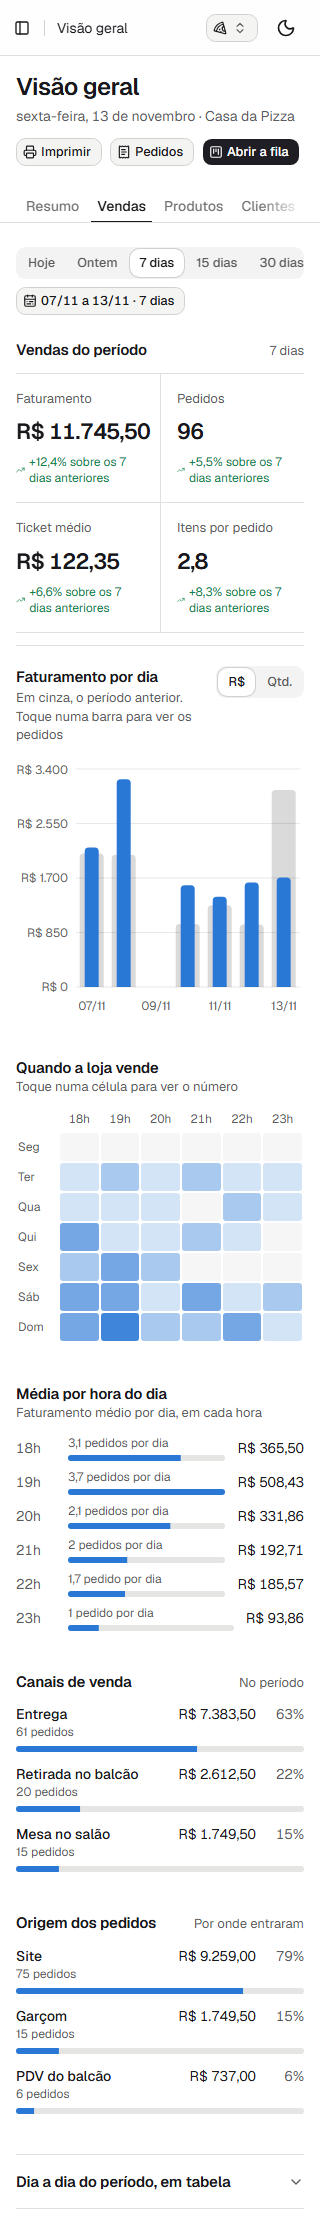 Visão geral
Visão geral
sexta-feira, 13 de novembro · Casa da Pizza
Imprimir
Pedidos
Abrir a fila
Resumo
Vendas
Produtos
Clientes
Hoje
Ontem
7 dias
15 dias
30 dias
07/11 a 13/11 · 7 dias
Vendas do período
7 dias
Faturamento
R$ 11.745,50
+12,4% sobre os 7
dias anteriores
Pedidos
96
+5,5% sobre os 7
dias anteriores
Ticket médio
R$ 122,35
+6,6% sobre os 7
dias anteriores
Itens por pedido
2,8
+8,3% sobre os 7
dias anteriores
Faturamento por dia
Em cinza, o período anterior.
Toque numa barra para ver os
pedidos
R$
Qtd.
R$ 3.400
R$ 2.550
R$ 1.700
R$ 850
R$ 0
07/11
09/11
11/11
13/11
Quando a loja vende
Toque numa célula para ver o número
18h
19h
20h
21h
22h
23h
Seg
Ter
Qua
Qui
Sex
Sáb
Dom
Média por hora do dia
Faturamento médio por dia, em cada hora
18h
3,1 pedidos por dia
R$ 365,50
19h
3,7 pedidos por dia
R$ 508,43
20h
2,1 pedidos por dia
R$ 331,86
21h
2 pedidos por dia
R$ 192,71
22h
1,7 pedido por dia
R$ 185,57
23h
1 pedido por dia
R$ 93,86
Canais de venda
No período
Entrega
R$ 7.383,50
63%
61 pedidos
Retirada no balcão
R$ 2.612,50
22%
20 pedidos
Mesa no salão
R$ 1.749,50
15%
15 pedidos
Origem dos pedidos
Por onde entraram
Site
R$ 9.259,00
79%
75 pedidos
Garçom
R$ 1.749,50
15%
15 pedidos
PDV do balcão
R$ 737,00
6%
6 pedidos
Dia a dia do período, em tabela